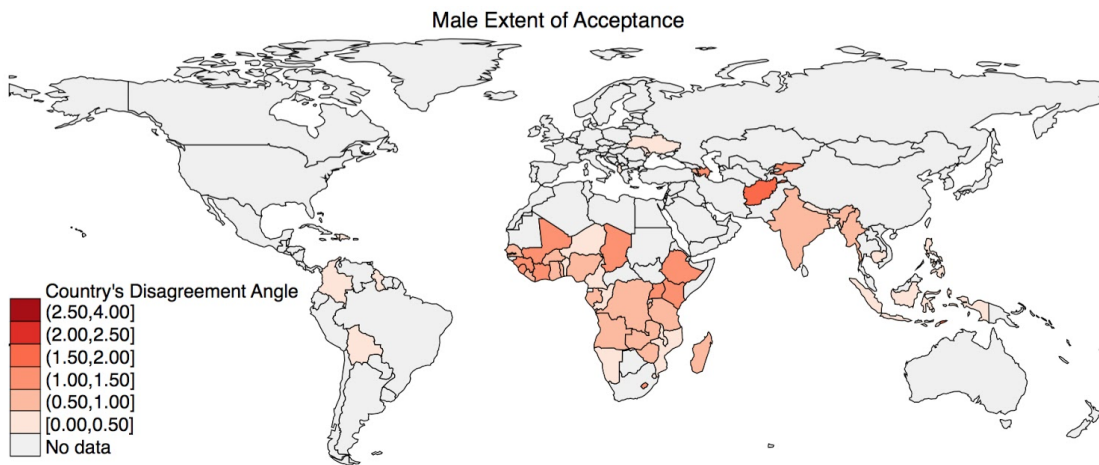 Male Extent of Acceptance
Country's Disagreement Angle
(2.50,4.00]
(2.00,2.50]
(1.50,2.00]
(1.00,1.50]
(0.50,1.00]
[0.00,0.50]
No data